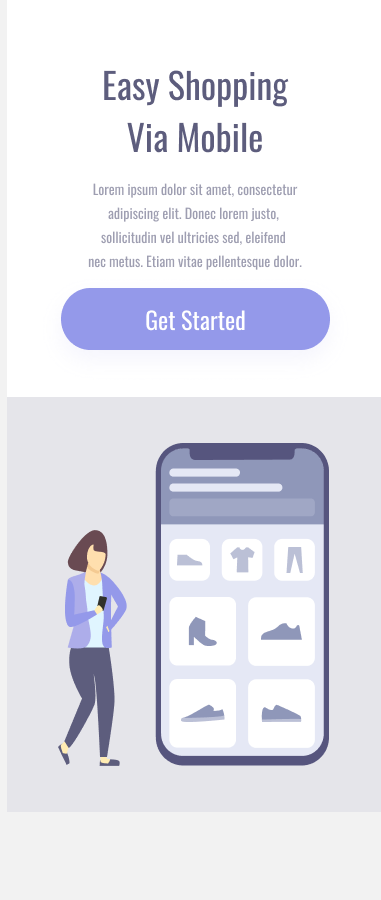 Easy Shopping
Via Mobile
Lorem ipsum dolor sit amet, consectetur
adipiscing elit. Donec lorem justo,
sollicitudin vel ultricies sed, eleifend
nec metus. Etiam vitae pellentesque dolor.
Get Started